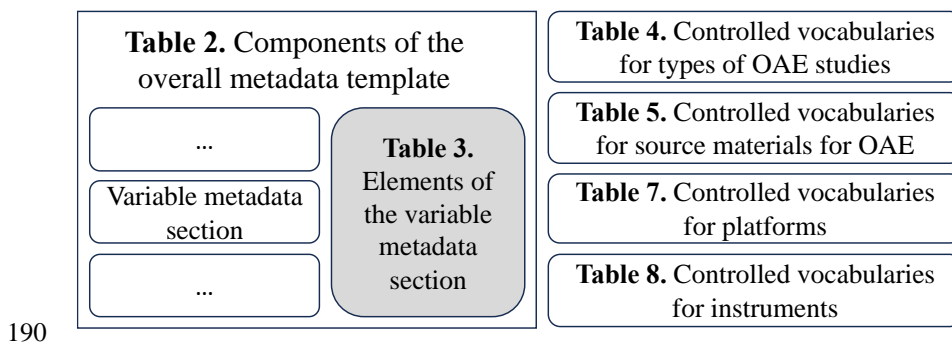 Table 2. Components of the
overall metadata template
...
Variable metadata
section
...
Table 3.
Elements of
the variable
metadata
section
Table 4. Controlled vocabularies
for types of OAE studies
Table 5. Controlled vocabularies
for source materials for OAE
Table 7. Controlled vocabularies
for platforms
Table 8. Controlled vocabularies
for instruments
190